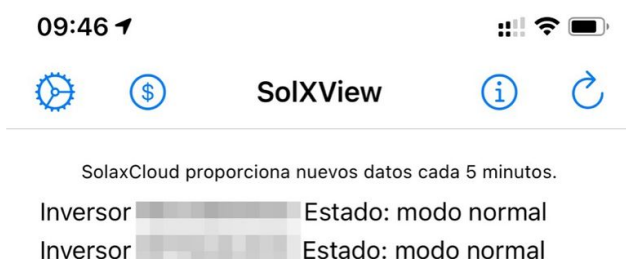 09:46
$ SolXView i
SolaxCloud proporciona nuevos datos cada 5 minutos.
Inversor Estado: modo normal
Inversor Estado: modo normal